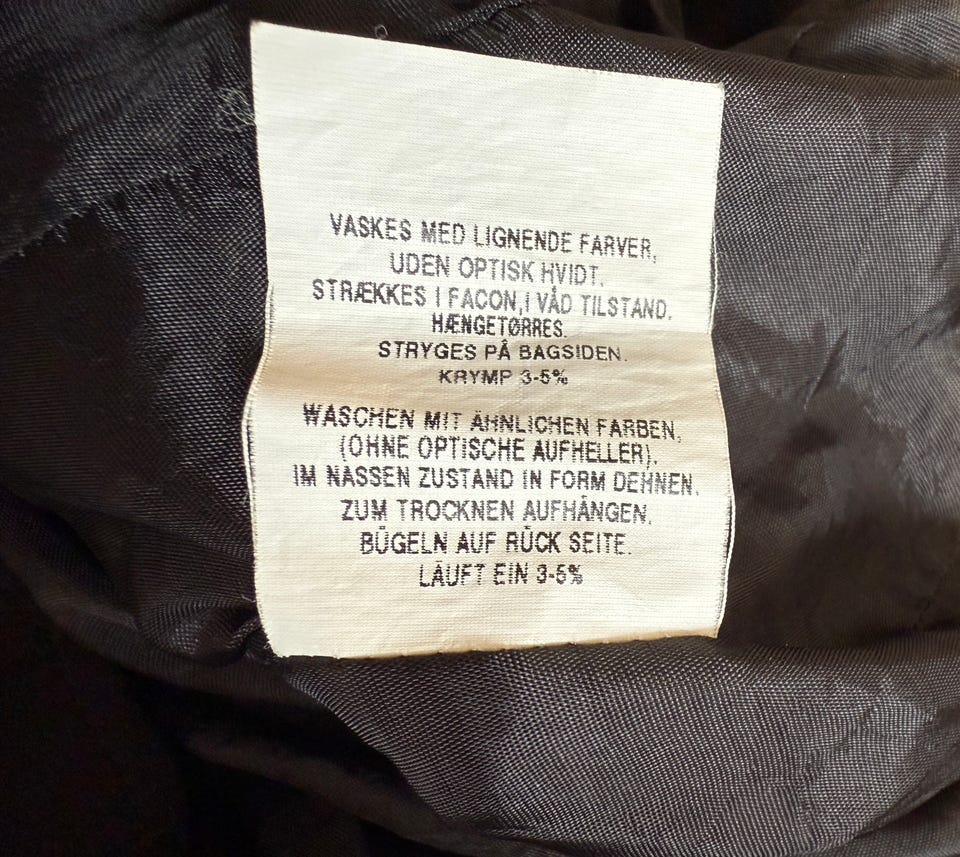 VASKES MED LIGNENDE FARVER,
UDEN OPTISK HVIDT.
STRÆKKES I FACON,I VÅD TILSTAND.
HÆNGETØRRES.
STRYGES PÅ BAGSIDEN.
KRYMP 3-5%
WASCHEN MIT ÄHNLICHEN FARBEN,
(OHNE OPTISCHE AUFHELLER).
IM NASSEN ZUSTAND IN FORM DEHNEN.
ZUM TROCKNEN AUFHÄNGEN.
BÜGELN AUF RÜCK SEITE.
LÄUFT EIN 3-5%